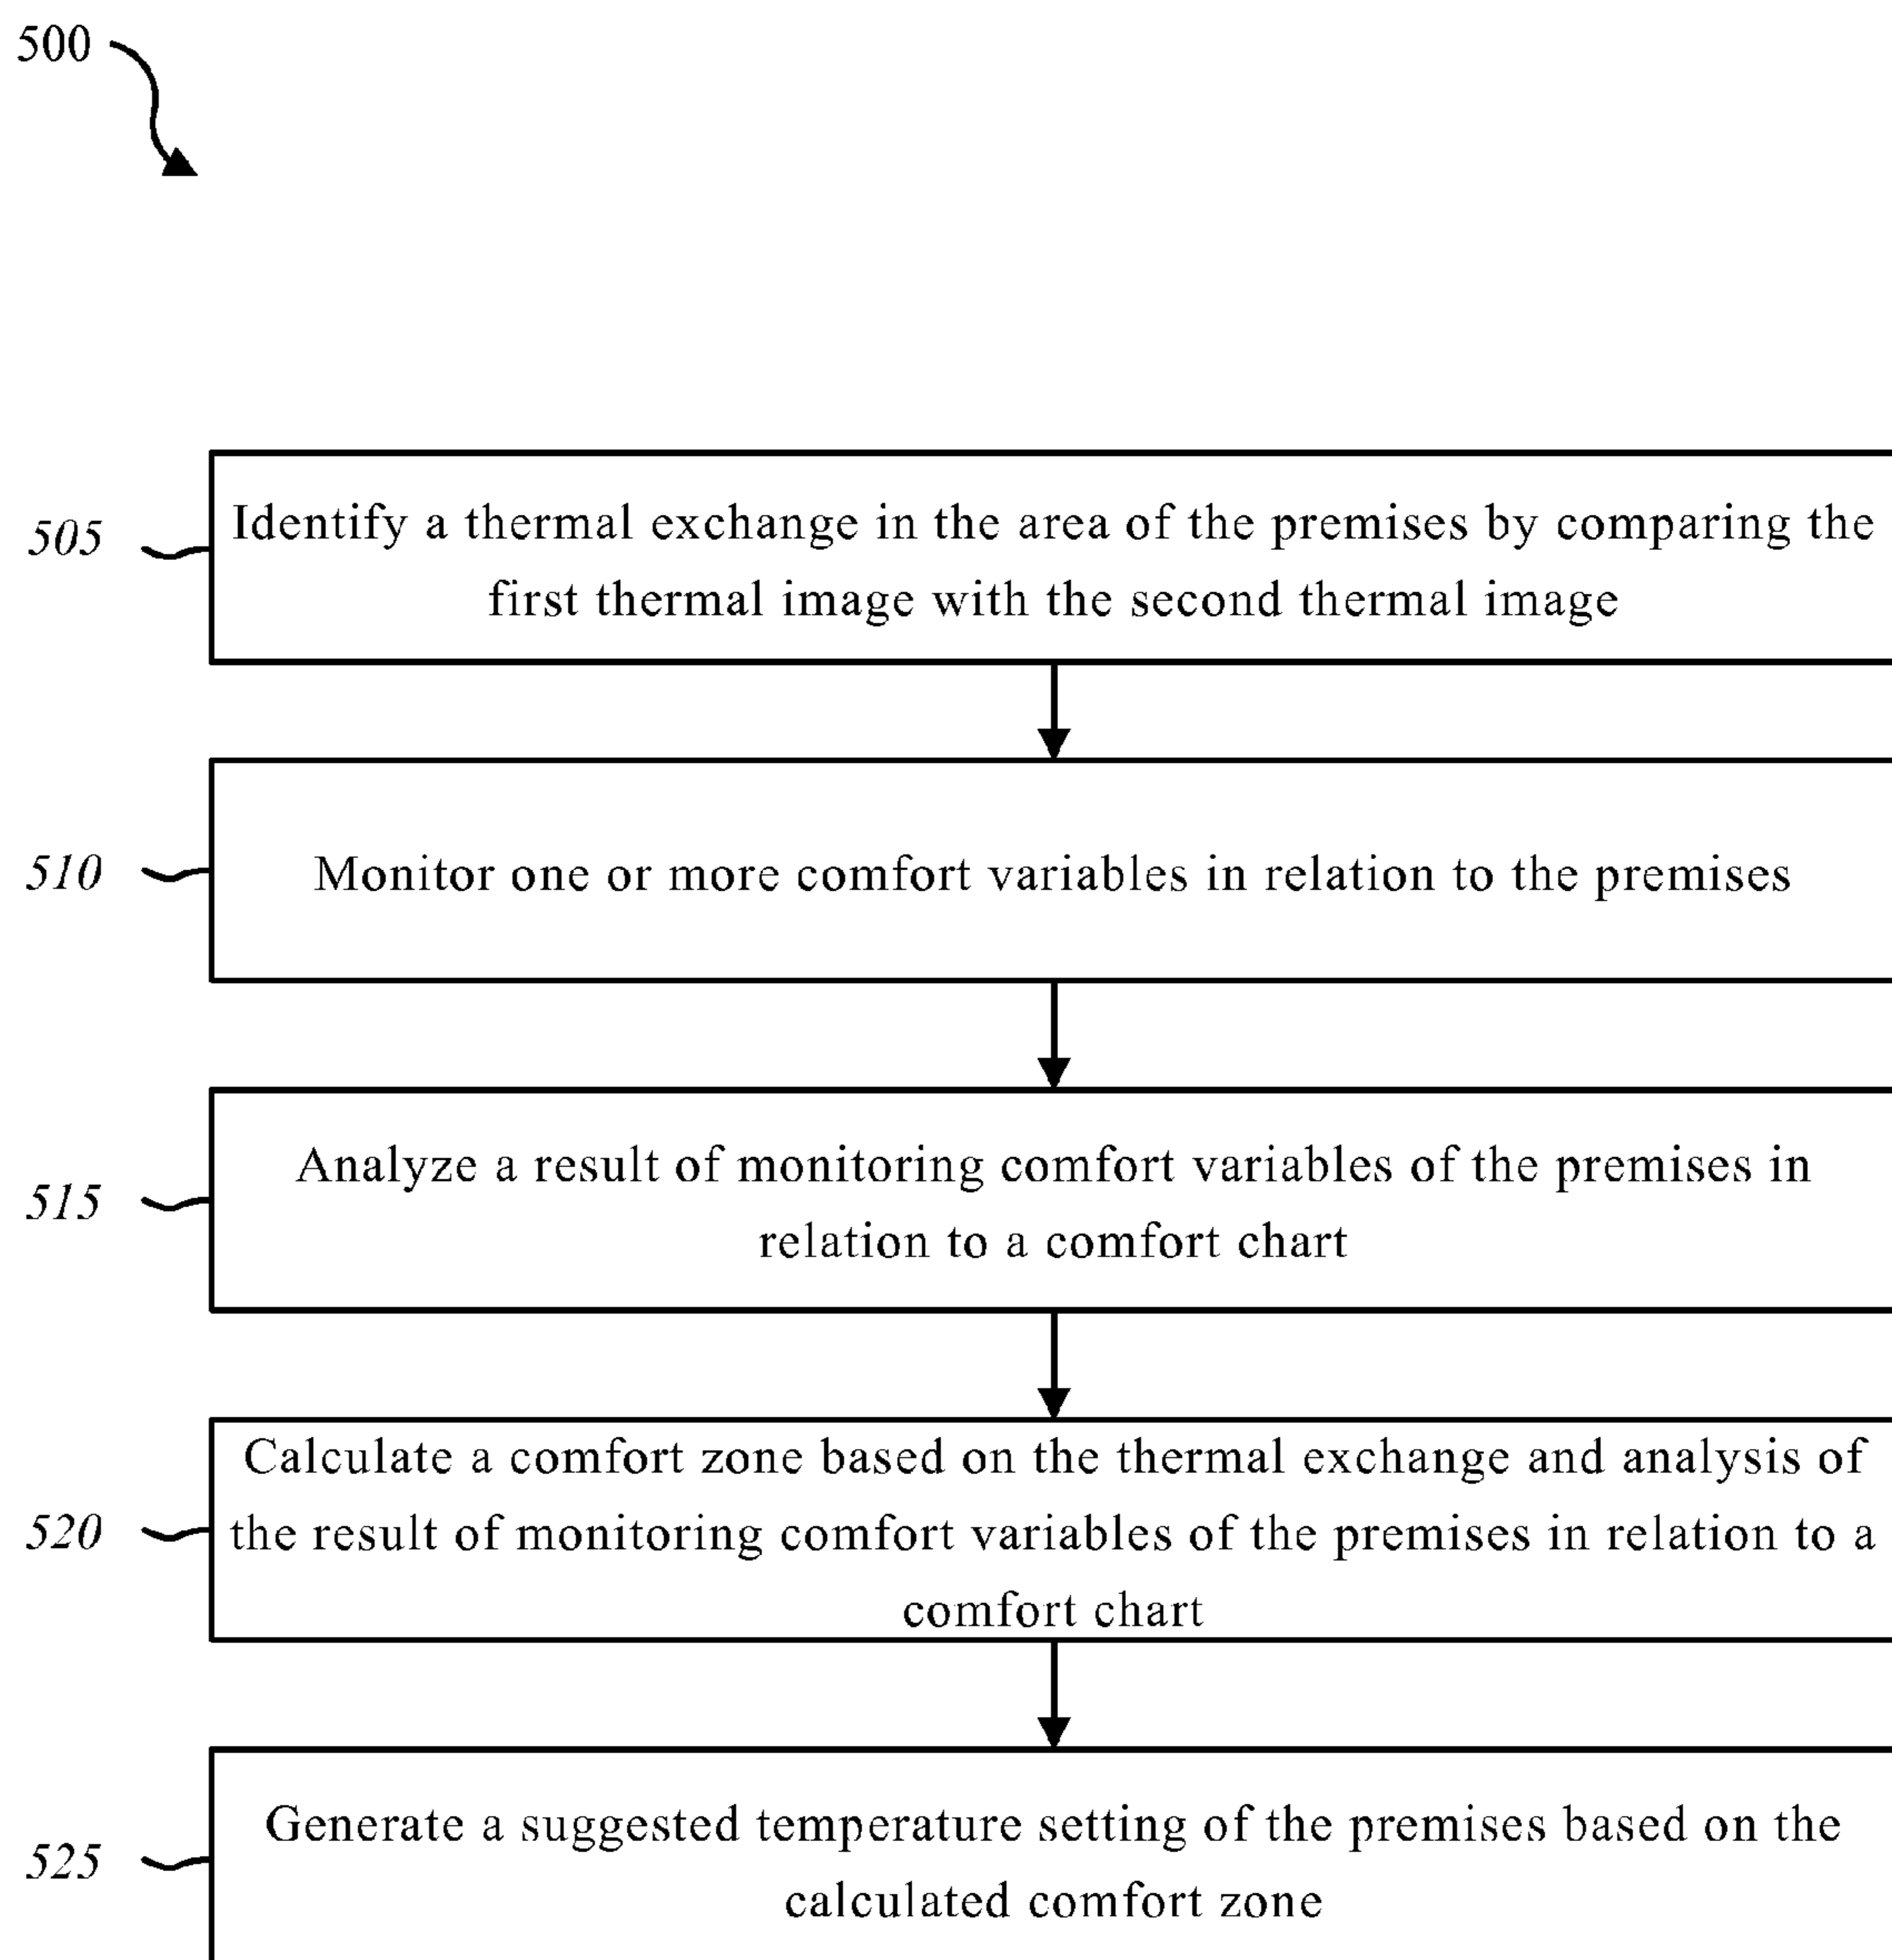 500
505
Identify a thermal exchange in the area of the premises by comparing the
first thermal image with the second thermal image
510
Monitor one or more comfort variables in relation to the premises
515
Analyze a result of monitoring comfort variables of the premises in
relation to a comfort chart
520
Calculate a comfort zone based on the thermal exchange and analysis of
the result of monitoring comfort variables of the premises in relation to a
comfort chart
525
Generate a suggested temperature setting of the premises based on the
calculated comfort zone